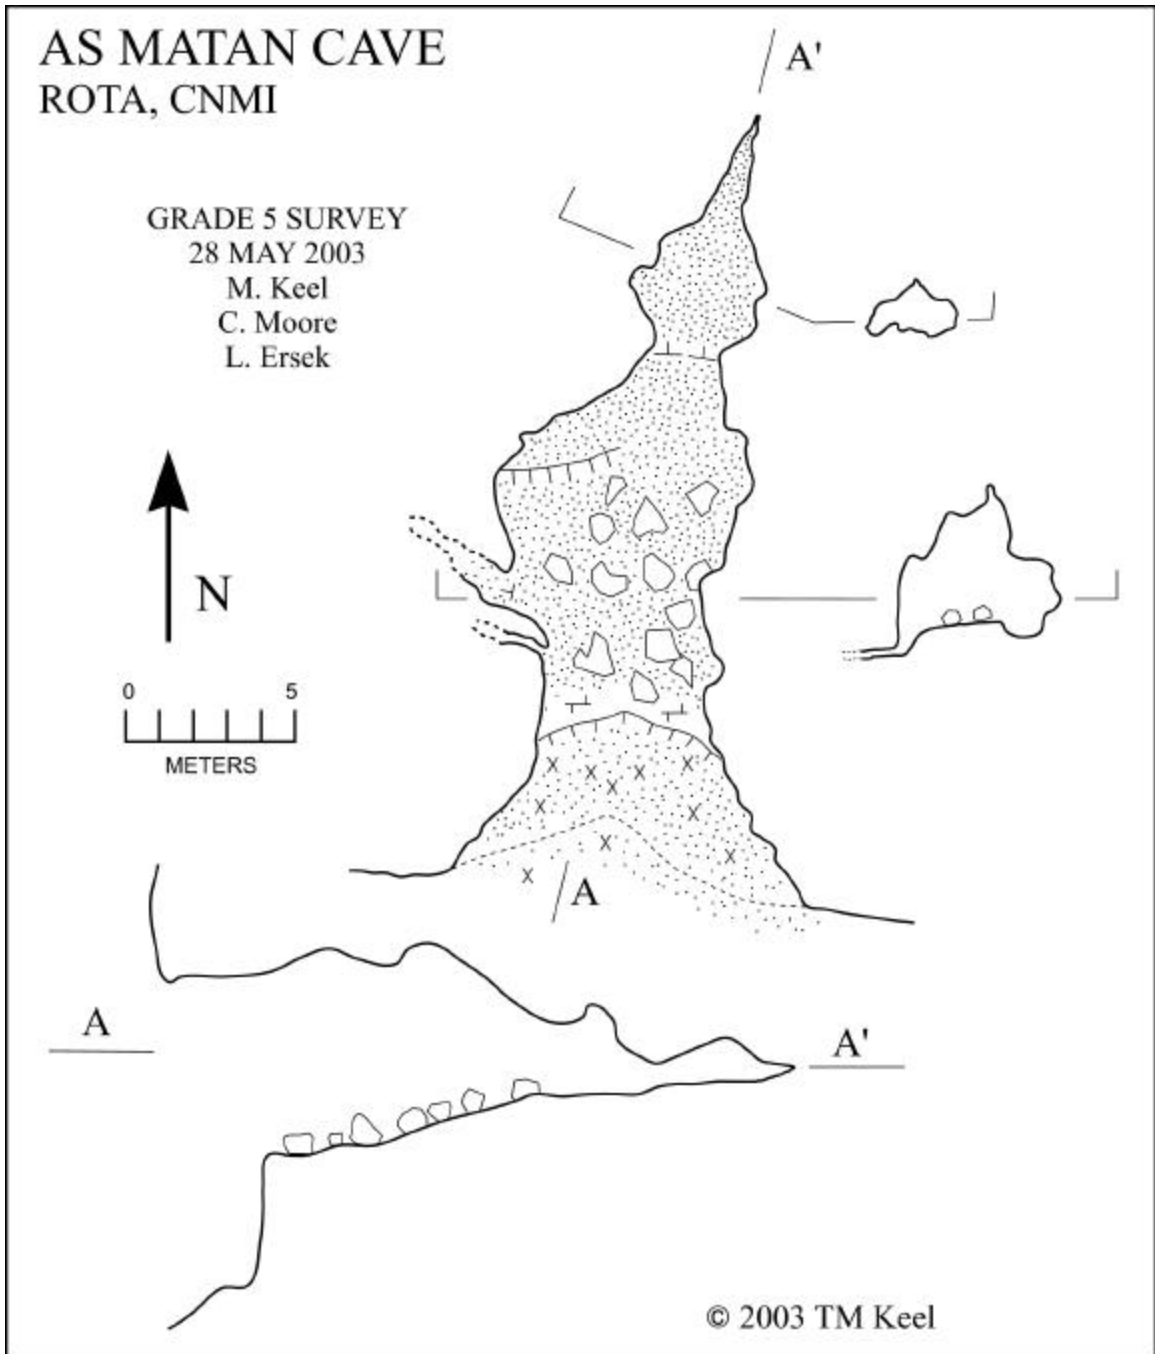 AS MATAN CAVE
ROTA, CNMI
A'
GRADE 5 SURVEY
28 MAY 2003
M. Keel
C. Moore
L. Ersek
N
0 5
METERS
A
A
A'
© 2003 TM Keel